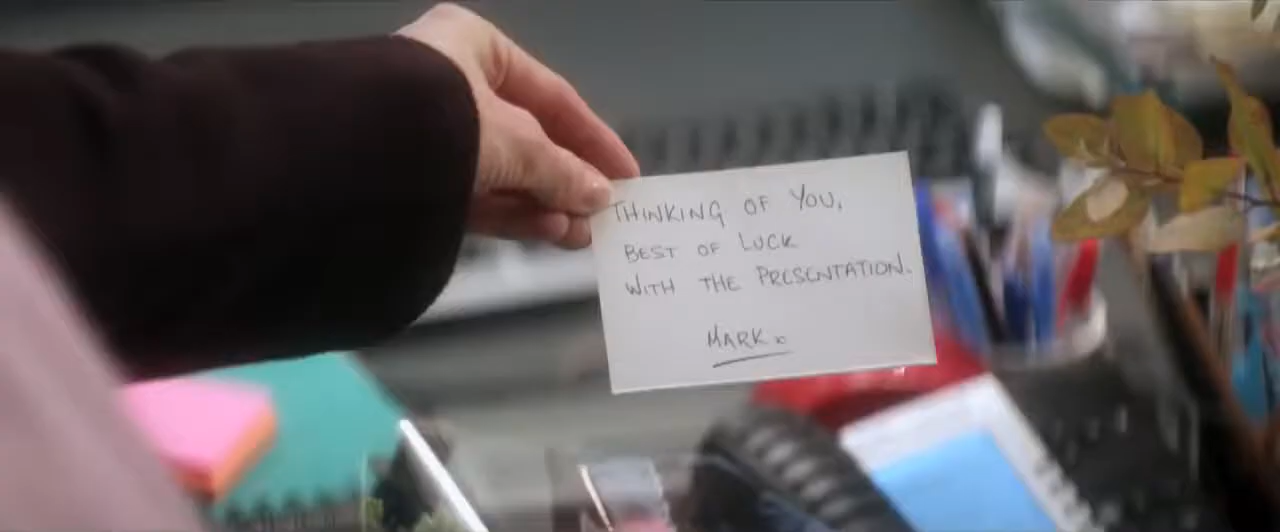 THINKING OF YOU,
BEST OF LUCK
WITH THE PRESENTATION.
MARK. x